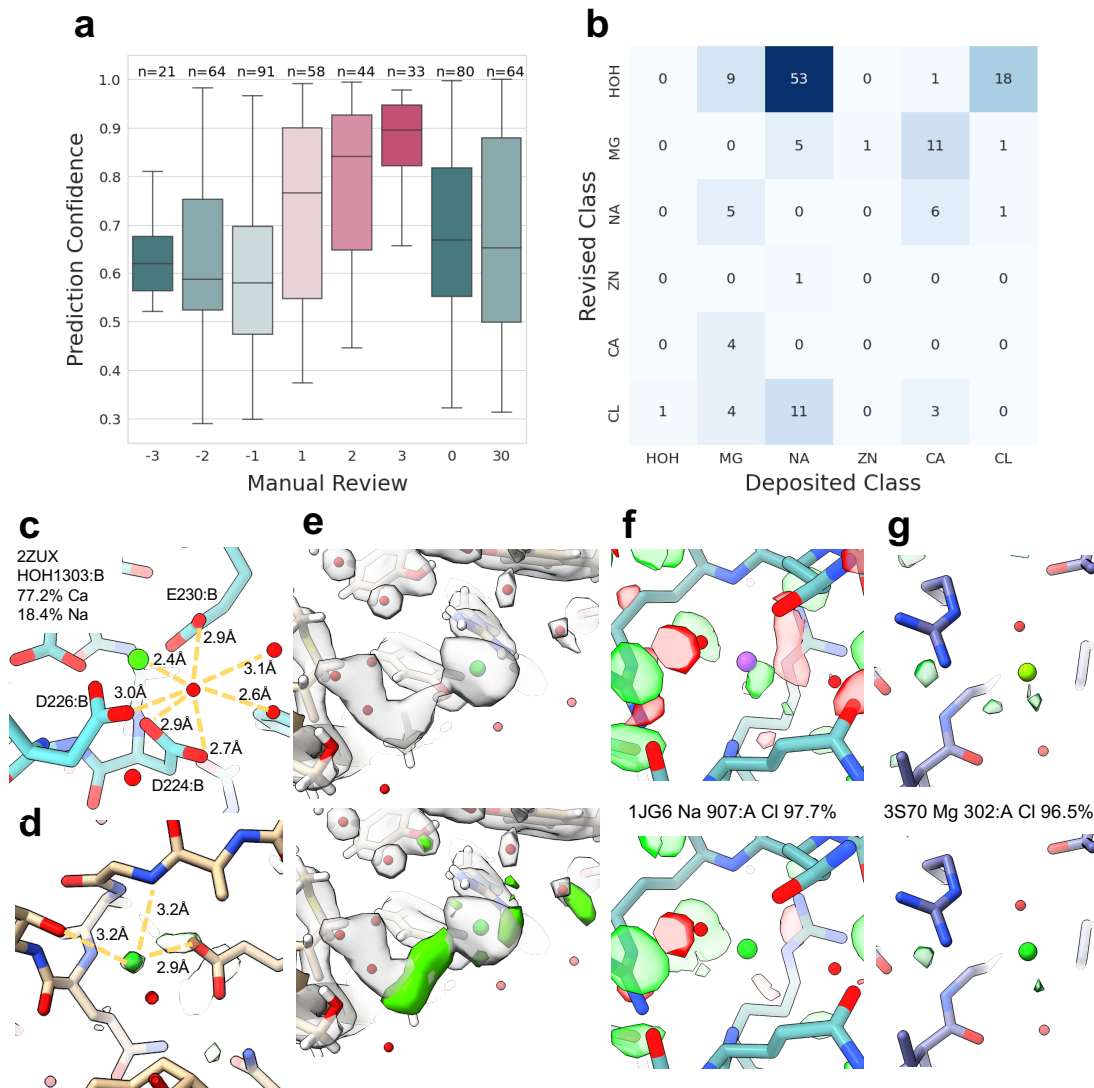 a
n=21 n=64 n=91 n=58 n=44 n=33 n=80 n=64
1.0
0.9
0.8
0.7
0.6
0.5
0.4
0.3
Prediction Confidence
-3 -2 -1 1 2 3 0 30
Manual Review
b
Revised Class
HOH 0 9 53 0 1 18
MG 0 0 5 1 11 1
NA 0 5 0 0 6 1
ZN 0 0 1 0 0 0
CA 0 4 0 0 0 0
CL 1 4 11 0 3 0
HOH MG NA ZN CA CL
Deposited Class
c
2ZUX
HOH1303:B
77.2% Ca
18.4% Na
E230:B
2.9Å
2.4Å
3.1Å
3.0Å
2.6Å
D226:B
2.9Å
2.7Å
D224:B
d
3.2Å
3.2Å
2.9Å
e
f
1JG6 Na 907:A Cl 97.7%
g
3S70 Mg 302:A Cl 96.5%